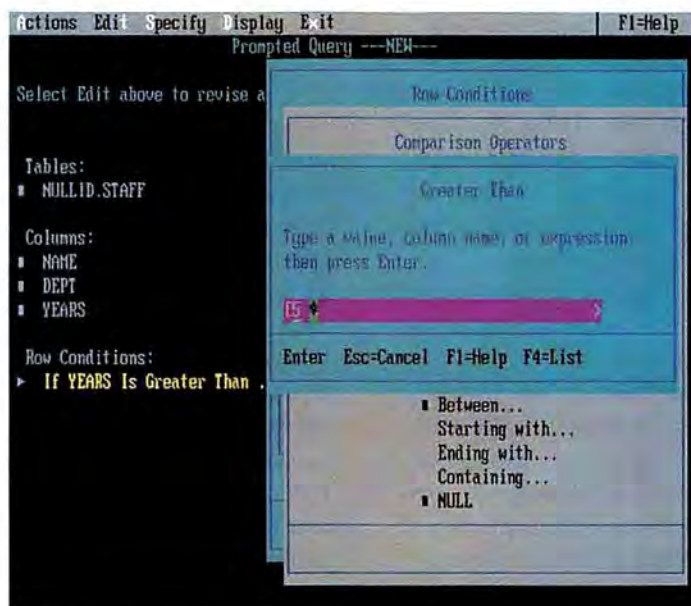 Actions Edit Specify Display Exit F1=Help
Prompted Query ---NEW---
Select Edit above to revise a
Tables:
NULLID.STAFF
Columns:
NAME
DEPT
YEARS
Row Conditions:
If YEARS Is Greater Than .
Row Conditions
Comparison Operators
Greater Than
Type a value, column name, or expression
then press Enter.
15
Enter Esc=Cancel F1=Help F4=List
Between...
Starting with...
Ending with...
Containing...
NULL